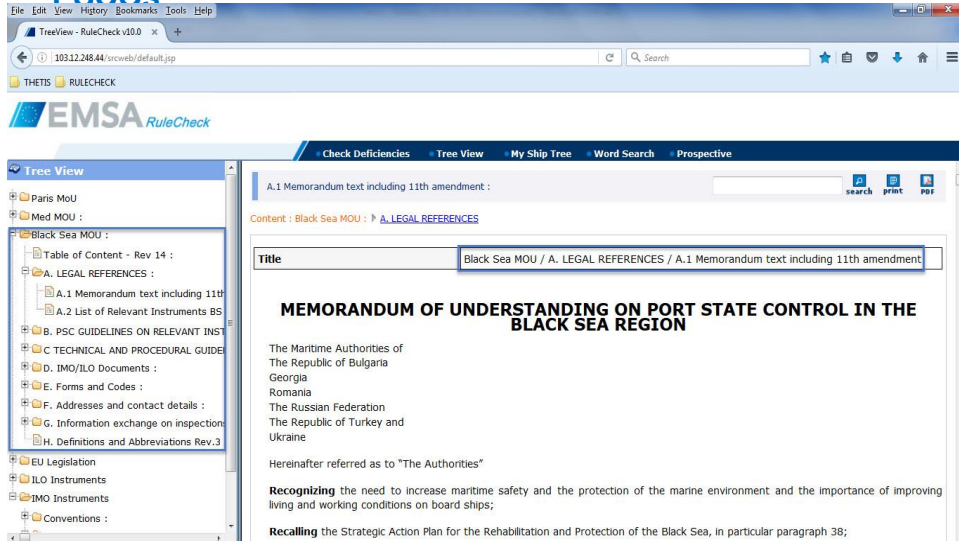 File Edit View History Bookmarks Tools Help
TreeView - RuleCheck v10.0
103.12.248.44/srcweb/default.jsp
Search
THETIS RULECHECK
EMSA RuleCheck
Check Deficiencies Tree View My Ship Tree Word Search Prospective
Tree View
Paris MoU
Med MOU :
Black Sea MOU :
Table of Content - Rev 14 :
A. LEGAL REFERENCES :
A.1 Memorandum text including 11th
A.2 List of Relevant Instruments BS
B. PSC GUIDELINES ON RELEVANT INST
C TECHNICAL AND PROCEDURAL GUIDE
D. IMO/ILO Documents :
E. Forms and Codes :
F. Addresses and contact details :
G. Information exchange on inspections
H. Definitions and Abbreviations Rev.3
EU Legislation
ILO Instruments
IMO Instruments
Conventions :
A.1 Memorandum text including 11th amendment :
search print PDF
Content : Black Sea MOU : A. LEGAL REFERENCES
Title Black Sea MOU / A. LEGAL REFERENCES / A.1 Memorandum text including 11th amendment
MEMORANDUM OF UNDERSTANDING ON PORT STATE CONTROL IN THE
BLACK SEA REGION
The Maritime Authorities of
The Republic of Bulgaria
Georgia
Romania
The Russian Federation
The Republic of Turkey and
Ukraine
Hereinafter referred as to "The Authorities"
Recognizing the need to increase maritime safety and the protection of the marine environment and the importance of improving
living and working conditions on board ships;
Recalling the Strategic Action Plan for the Rehabilitation and Protection of the Black Sea, in particular paragraph 38;